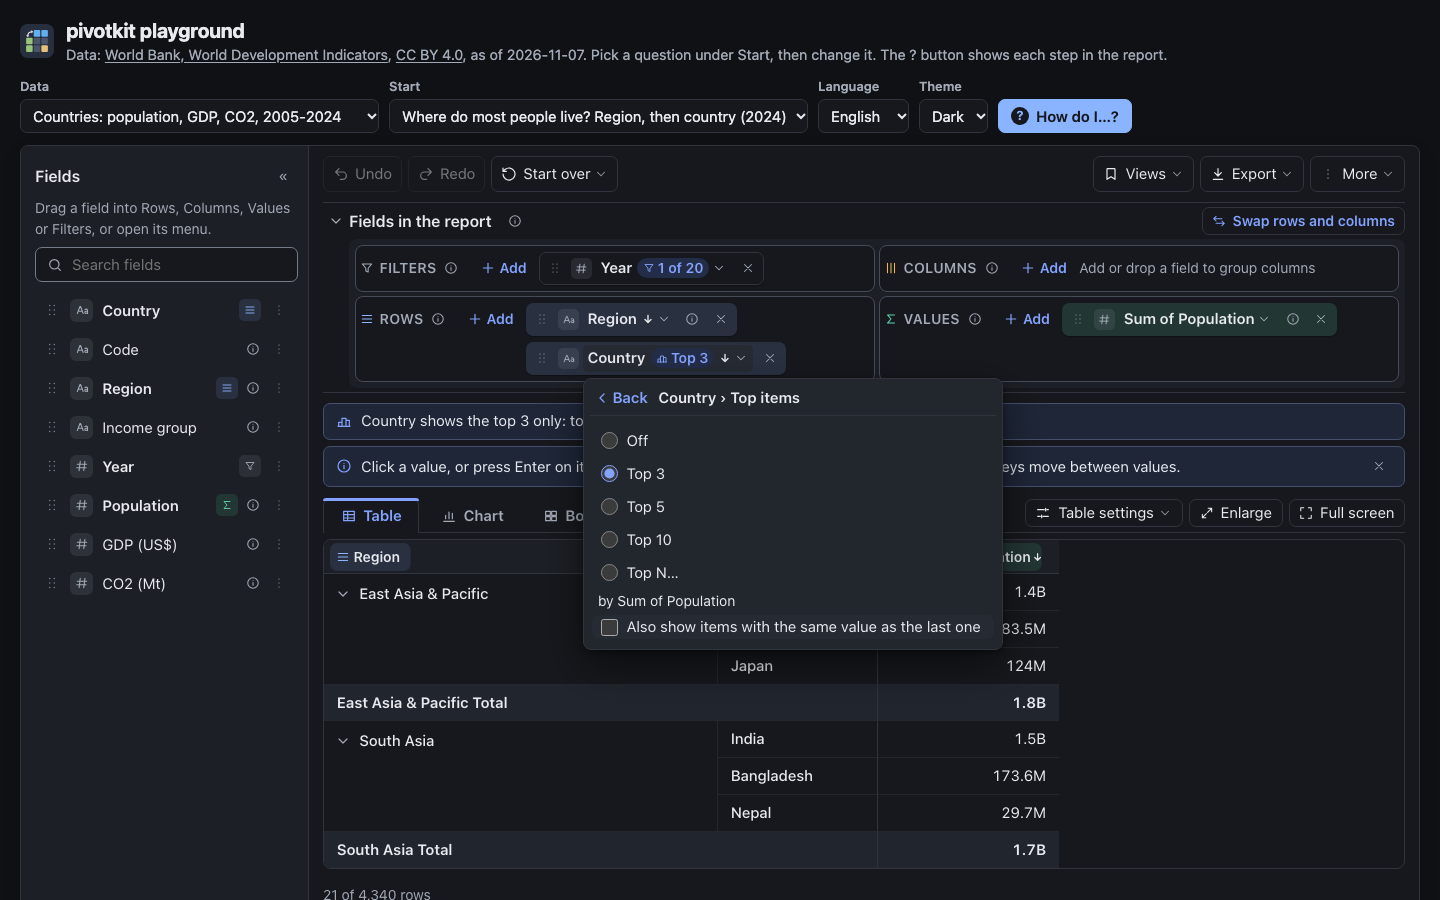 pivotkit playground
Data: World Bank, World Development Indicators, CC BY 4.0, as of 2026-11-07. Pick a question under Start, then change it. The ? button shows each step in the report.
Data
Start
Language
Theme
Countries: population, GDP, CO2, 2005-2024
Where do most people live? Region, then country (2024)
English
Dark
? How do I...?
Fields
«
Drag a field into Rows, Columns, Values
or Filters, or open its menu.
Search fields
Aa Country
Aa Code
Aa Region
Aa Income group
# Year
# Population Σ
# GDP (US$)
# CO2 (Mt)
Undo
Redo
Start over
Views
Export
More
Fields in the report
Swap rows and columns
FILTERS
+ Add
# Year 1 of 20
COLUMNS
+ Add
Add or drop a field to group columns
ROWS
+ Add
Aa Region ↓
Aa Country Top 3 ↓
Σ VALUES
+ Add
# Sum of Population
Country shows the top 3 only: to
Click a value, or press Enter on it
eys move between values.
Back Country › Top items
Off
Top 3
Top 5
Top 10
Top N...
by Sum of Population
Also show items with the same value as the last one
Table
Chart
Bo
Table settings
Enlarge
Full screen
Region
tion ↓
East Asia & Pacific
1.4B
83.5M
Japan 124M
East Asia & Pacific Total 1.8B
South Asia India 1.5B
Bangladesh 173.6M
Nepal 29.7M
South Asia Total 1.7B
21 of 4,340 rows